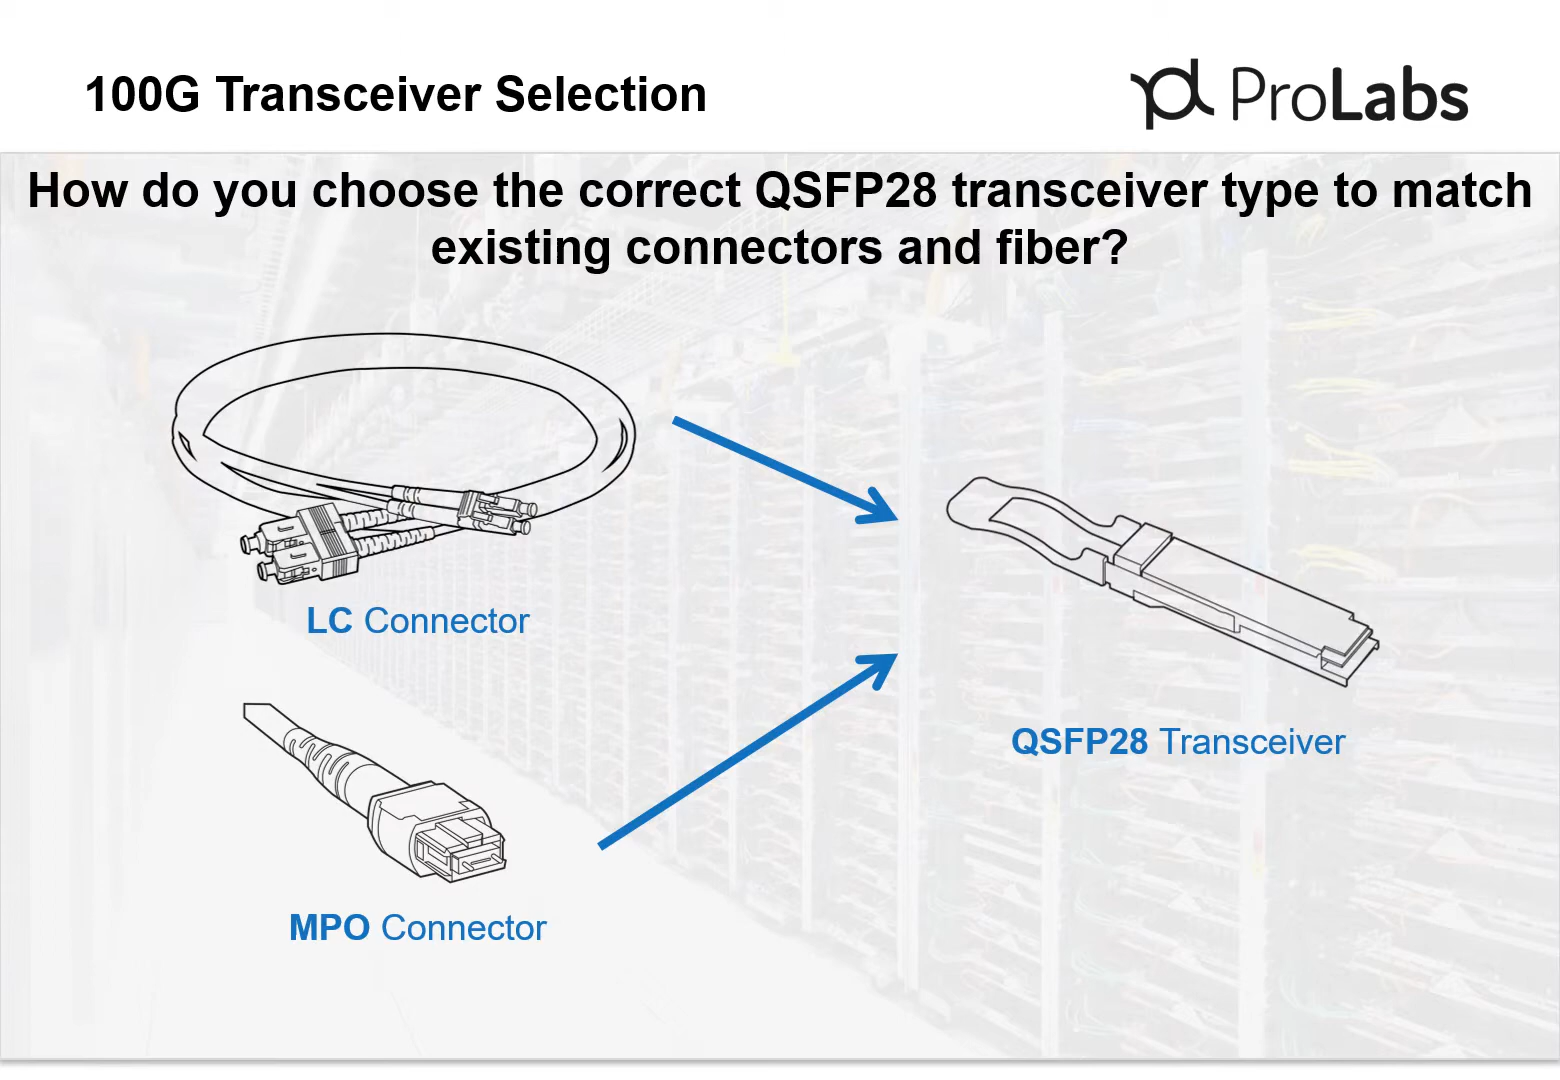 100G Transceiver Selection
ProLabs
How do you choose the correct QSFP28 transceiver type to match
existing connectors and fiber?
LC Connector
QSFP28 Transceiver
MPO Connector